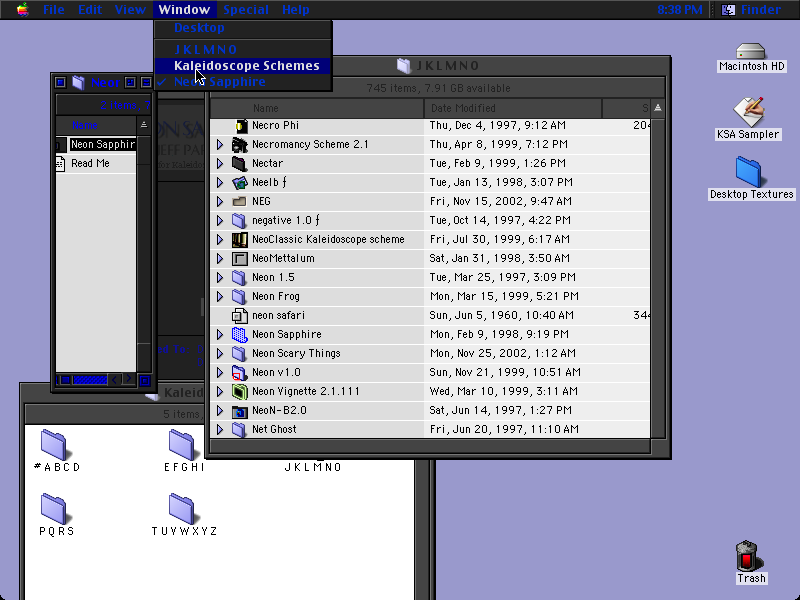 File Edit View Window Special Help 8:38 PM Finder
Desktop
JKLMNO
Kaleidoscope Schemes
Neon Sapphire
JKLMNO
745 items, 7.91 GB available
Name Date Modified S
Necro Phi Thu, Dec 4, 1997, 9:12 AM 204
Necromancy Scheme 2.1 Thu, Apr 8, 1999, 7:12 PM
Nectar Tue, Feb 9, 1999, 1:26 PM
Neelb ƒ Tue, Jan 13, 1998, 3:07 PM
NEG Fri, Nov 15, 2002, 9:47 AM
negative 1.0 ƒ Tue, Oct 14, 1997, 4:22 PM
NeoClassic Kaleidoscope scheme Fri, Jul 30, 1999, 6:17 AM
NeoMettalum Sat, Jan 31, 1998, 3:50 AM
Neon 1.5 Tue, Mar 25, 1997, 3:09 PM
Neon Frog Mon, Mar 15, 1999, 5:21 PM
neon safari Sun, Jun 5, 1960, 10:40 AM 344
Neon Sapphire Mon, Feb 9, 1998, 9:19 PM
Neon Scary Things Mon, Nov 25, 2002, 1:12 AM
Neon v1.0 Sun, Nov 21, 1999, 10:51 AM
Neon Vignette 2.1.111 Wed, Mar 10, 1999, 3:11 AM
NeoN-B2.0 Sat, Jun 14, 1997, 1:27 PM
Net Ghost Fri, Jun 20, 1997, 11:10 AM
Name
Neon Sapphir
Read Me
Kaleid
5 items,
#ABCD EFGHI JKLMNO
PQRS TUVWXYZ
Macintosh HD
KSA Sampler
Desktop Textures
Trash